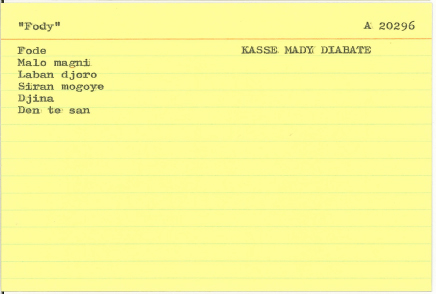 "Fody" A 20296
Fode KASSE MADY DIABATE
Malo magni
Laban djoro
Siran mogoye
Djina
Den te san